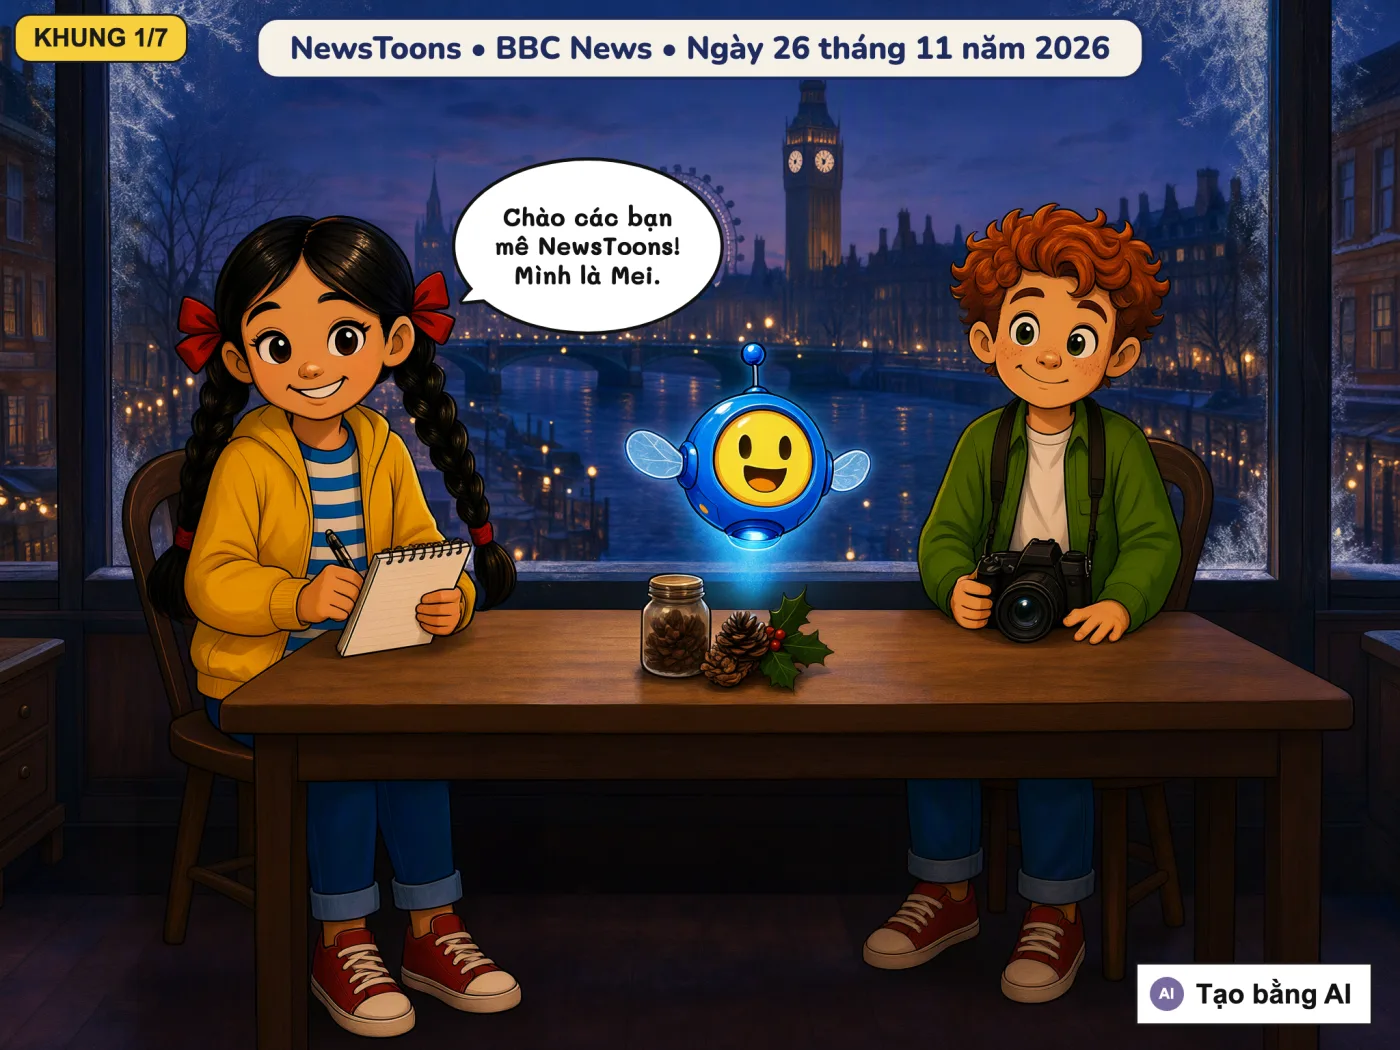 KHUNG 1/7
NewsToons • BBC News • Ngày 26 tháng 11 năm 2026
Chào các bạn
mê NewsToons!
Mình là Mei.
AI Tạo bằng AI